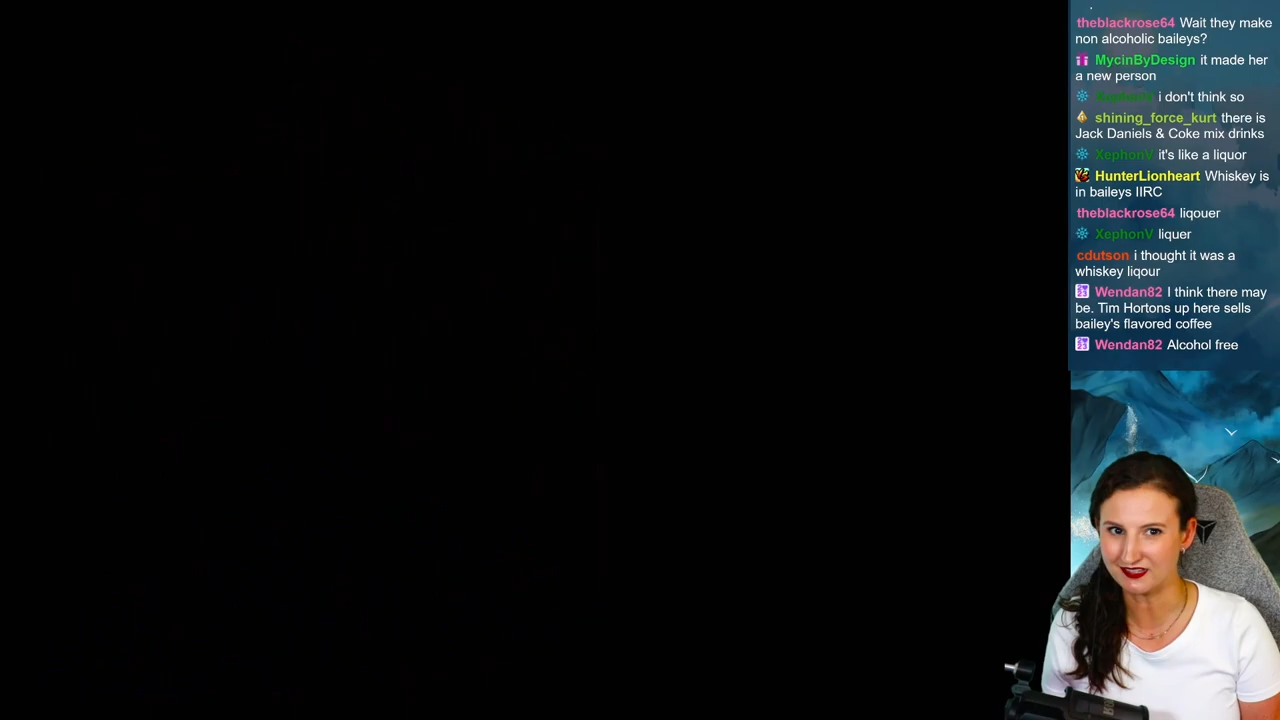 theblackrose64 Wait they make
non alcoholic baileys?
MycinByDesign it made her
a new person
XephonV i don't think so
shining_force_kurt there is
Jack Daniels & Coke mix drinks
XephonV it's like a liquor
HunterLionheart Whiskey is
in baileys IIRC
theblackrose64 liqouer
XephonV liquer
cdutson i thought it was a
whiskey liqour
Wendan82 I think there may
be. Tim Hortons up here sells
bailey's flavored coffee
Wendan82 Alcohol free